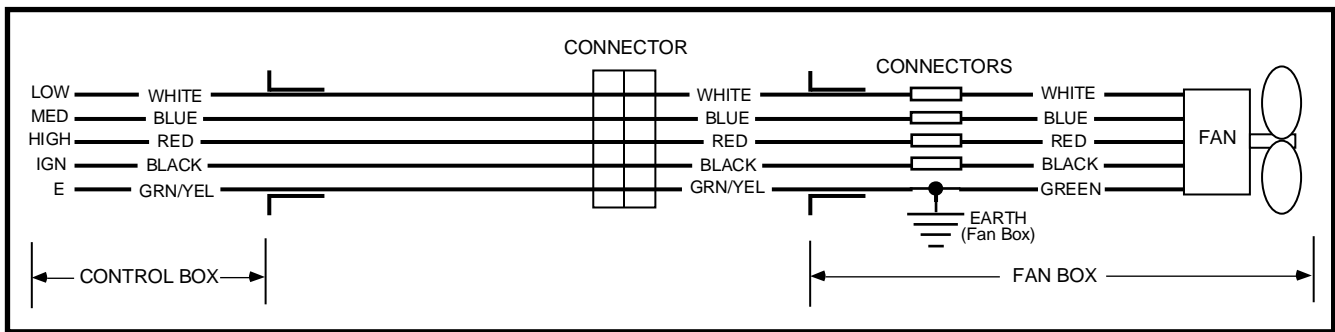 CONNECTOR
CONNECTORS
LOW WHITE WHITE WHITE
MED BLUE BLUE BLUE
HIGH RED RED RED FAN
IGN BLACK BLACK BLACK
E GRN/YEL GRN/YEL GREEN
EARTH
(Fan Box)
CONTROL BOX FAN BOX